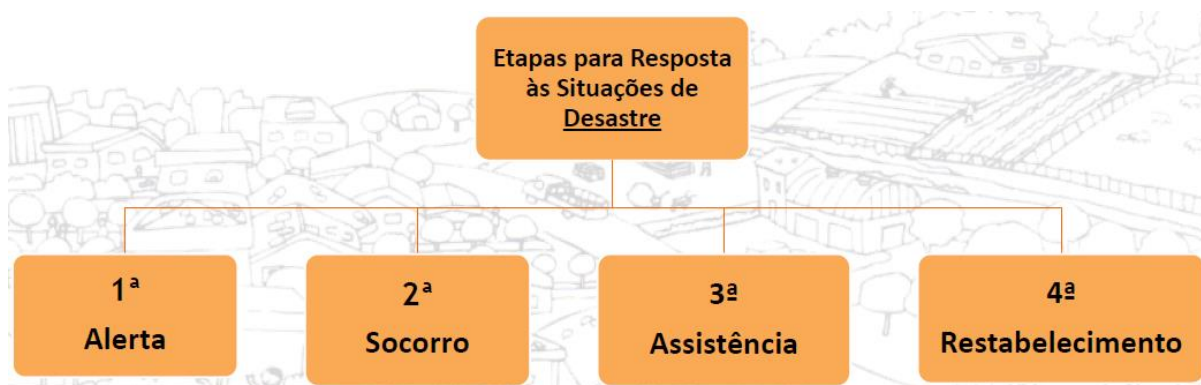 Etapas para Resposta
às Situações de
Desastre
1ª
Alerta
2ª
Socorro
3ª
Assistência
4ª
Restabelecimento